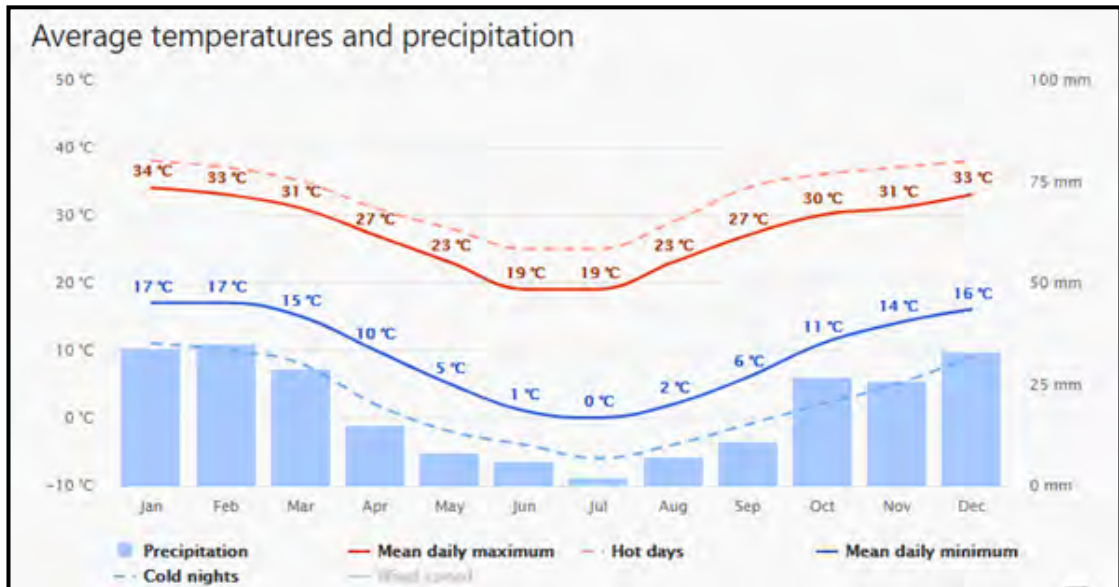 Average temperatures and precipitation
50 °C
100 mm
40 °C
34 °C
33 °C
31 °C
27 °C
23 °C
19 °C
19 °C
23 °C
27 °C
30 °C
31 °C
33 °C
75 mm
30 °C
20 °C
50 mm
17 °C
17 °C
15 °C
10 °C
5 °C
1 °C
0 °C
2 °C
6 °C
11 °C
14 °C
16 °C
10 °C
25 mm
0 °C
-10 °C
0 mm
Jan Feb Mar Apr May Jun Jul Aug Sep Oct Nov Dec
Precipitation Mean daily maximum Hot days Mean daily minimum
Cold nights Wind speed